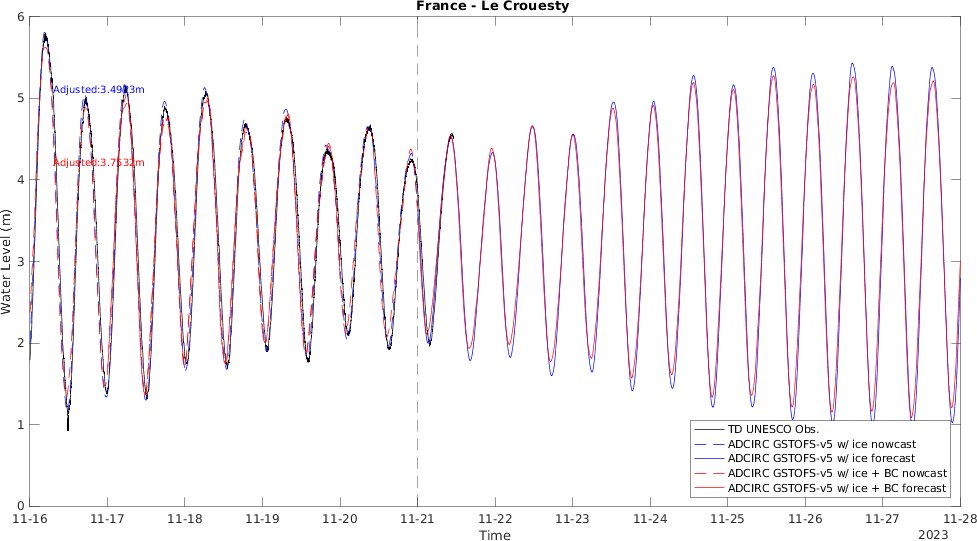 France - Le Crouesty
6
5
4
3
2
1
0
Water Level (m)
Adjusted:3.4923m
Adjusted:3.7532m
TD UNESCO Obs.
ADCIRC GSTOFS-v5 w/ ice nowcast
ADCIRC GSTOFS-v5 w/ ice forecast
ADCIRC GSTOFS-v5 w/ ice + BC nowcast
ADCIRC GSTOFS-v5 w/ ice + BC forecast
11-16 11-17 11-18 11-19 11-20 11-21 11-22 11-23 11-24 11-25 11-26 11-27 11-28
Time
2023